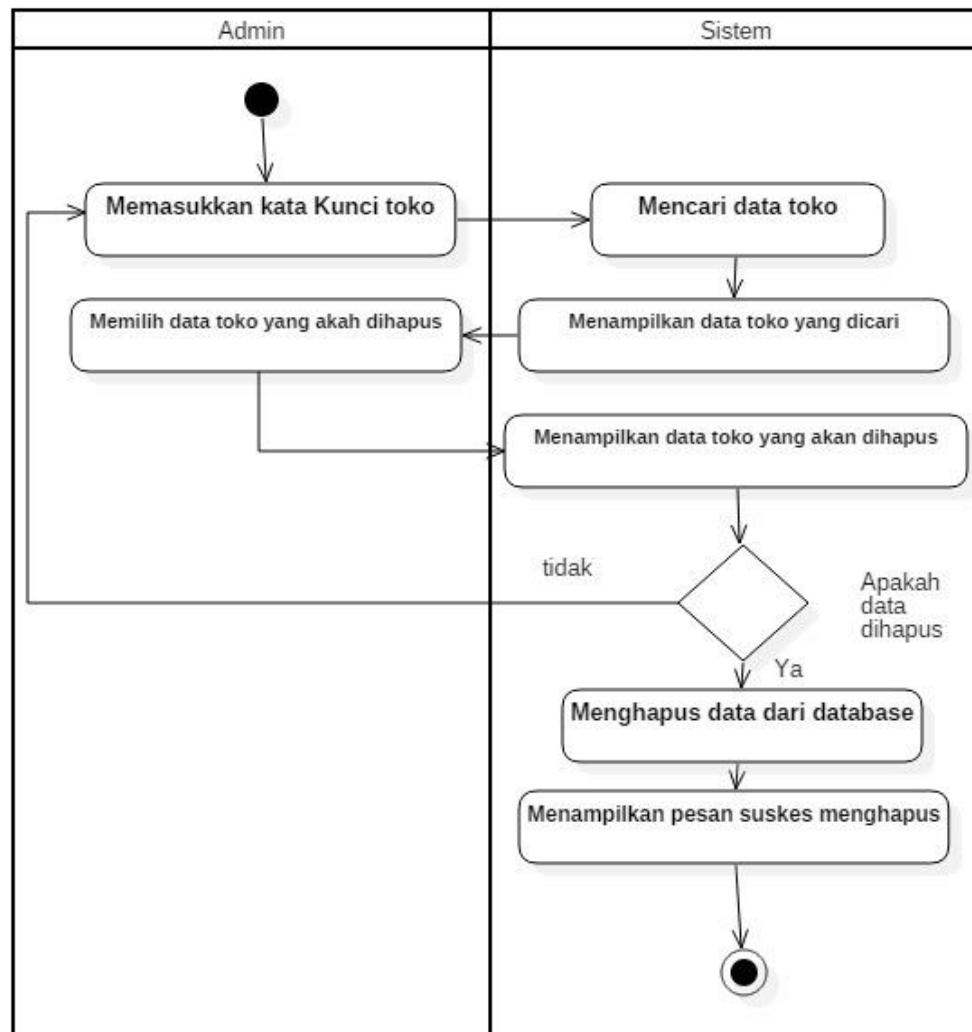 Admin
Sistem
Memasukkan kata Kunci toko
Mencari data toko
Memilih data toko yang akah dihapus
Menampilkan data toko yang dicari
Menampilkan data toko yang akan dihapus
tidak
Apakah
data
dihapus
Ya
Menghapus data dari database
Menampilkan pesan suskes menghapus